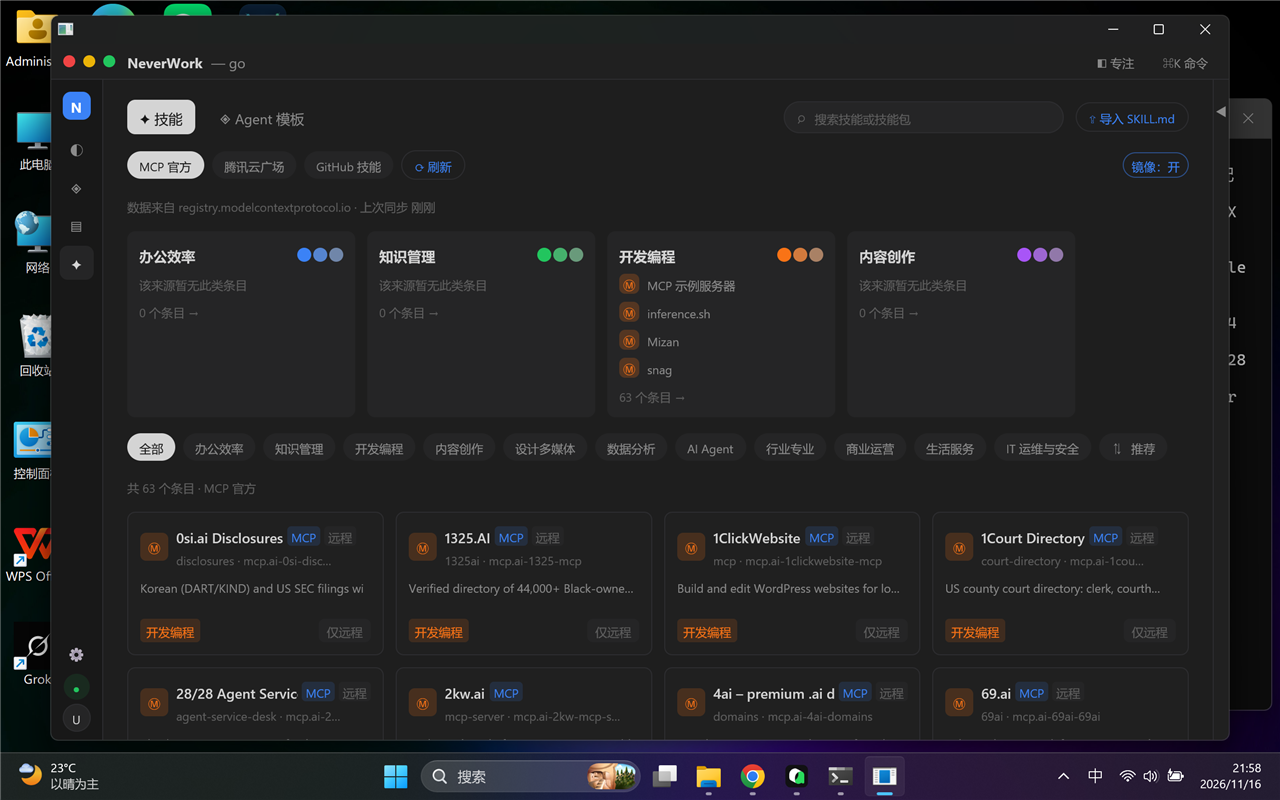 Adminis
此电脑
网络
回收站
控制面
WPS Of
Grok
NeverWork — go
专注
⌘K 命令
N
✦ 技能
◈ Agent 模板
搜索技能或技能包
⇧ 导入 SKILL.md
MCP 官方
腾讯云广场
GitHub 技能
⟳ 刷新
镜像：开
数据来自 registry.modelcontextprotocol.io · 上次同步 刚刚
办公效率
该来源暂无此类条目
0 个条目 →
知识管理
该来源暂无此类条目
0 个条目 →
开发编程
Ⓜ MCP 示例服务器
Ⓜ inference.sh
Ⓜ Mizan
Ⓜ snag
63 个条目 →
内容创作
该来源暂无此类条目
0 个条目 →
全部
办公效率
知识管理
开发编程
内容创作
设计多媒体
数据分析
AI Agent
行业专业
商业运营
生活服务
IT 运维与安全
⇅ 推荐
共 63 个条目 · MCP 官方
Ⓜ 0si.ai Disclosures MCP 远程
disclosures · mcp.ai-0si-disc...
Korean (DART/KIND) and US SEC filings wi
开发编程 仅远程
Ⓜ 1325.AI MCP 远程
1325ai · mcp.ai-1325-mcp
Verified directory of 44,000+ Black-owne...
开发编程 仅远程
Ⓜ 1ClickWebsite MCP 远程
mcp · mcp.ai-1clickwebsite-mcp
Build and edit WordPress websites for lo...
开发编程 仅远程
Ⓜ 1Court Directory MCP 远程
court-directory · mcp.ai-1cou...
US county court directory: clerk, courth...
开发编程 仅远程
Ⓜ 28/28 Agent Servic MCP 远程
agent-service-desk · mcp.ai-2...
Ⓜ 2kw.ai MCP
mcp-server · mcp.ai-2kw-mcp-s...
Ⓜ 4ai – premium .ai d MCP 远程
domains · mcp.ai-4ai-domains
Ⓜ 69.ai MCP 远程
69ai · mcp.ai-69ai-69ai
U
X
le
4
28
r
23°C
以晴为主
搜索
中
21:58
2026/11/16